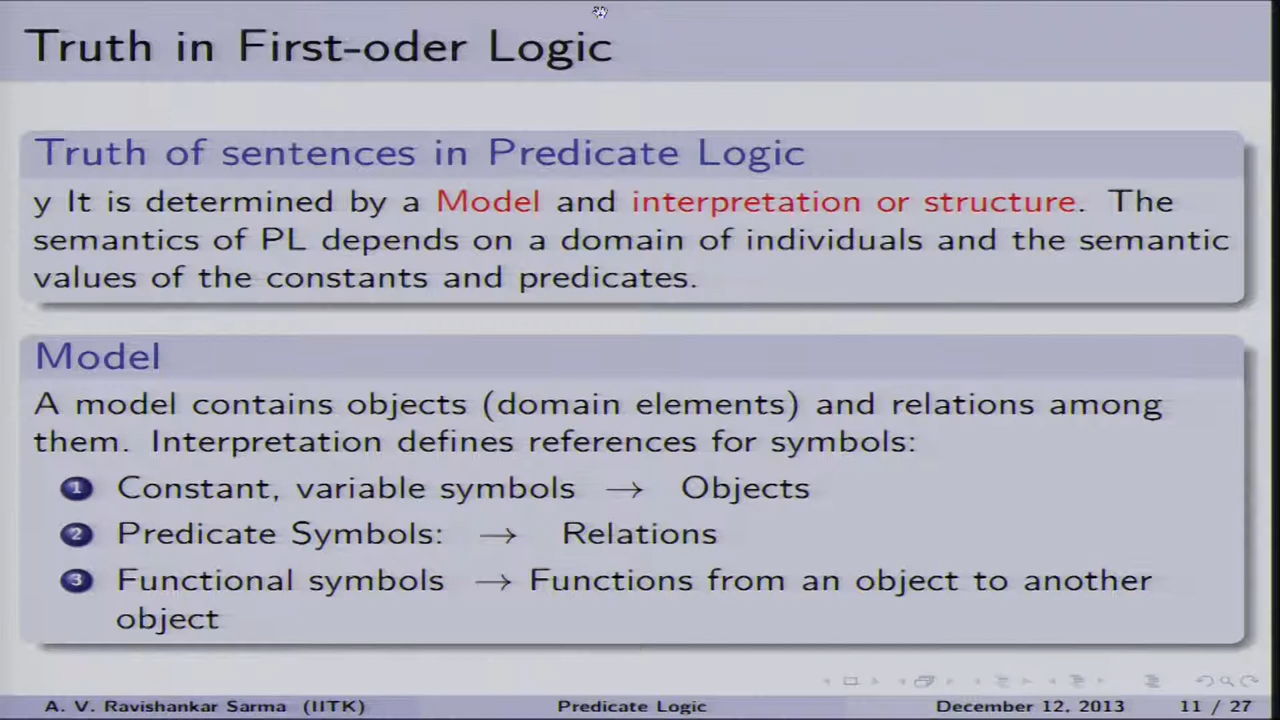 Truth in First-oder Logic
Truth of sentences in Predicate Logic
y It is determined by a Model and interpretation or structure. The
semantics of PL depends on a domain of individuals and the semantic
values of the constants and predicates.
Model
A model contains objects (domain elements) and relations among
them. Interpretation defines references for symbols:
1 Constant, variable symbols → Objects
2 Predicate Symbols: → Relations
3 Functional symbols → Functions from an object to another
object
A. V. Ravishankar Sarma (IITK) Predicate Logic December 12, 2013 11 / 27